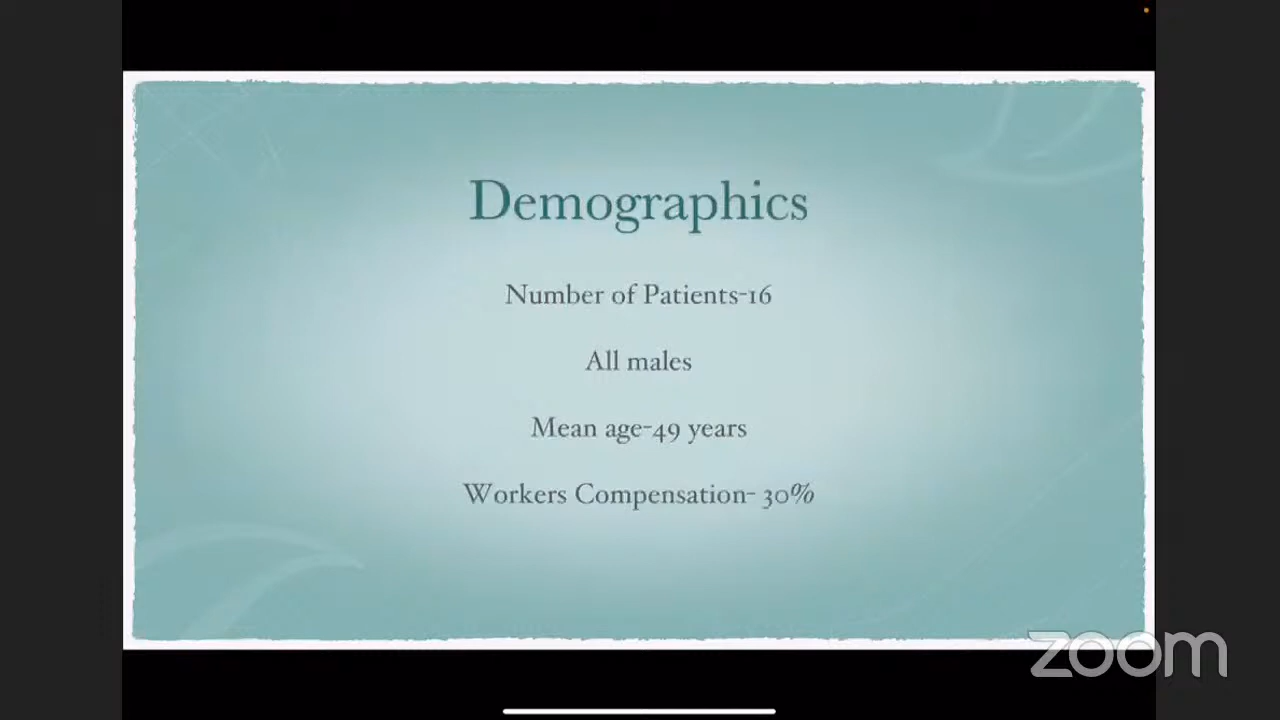 Demographics
Number of Patients-16
All males
Mean age-49 years
Workers Compensation- 30%
zoom